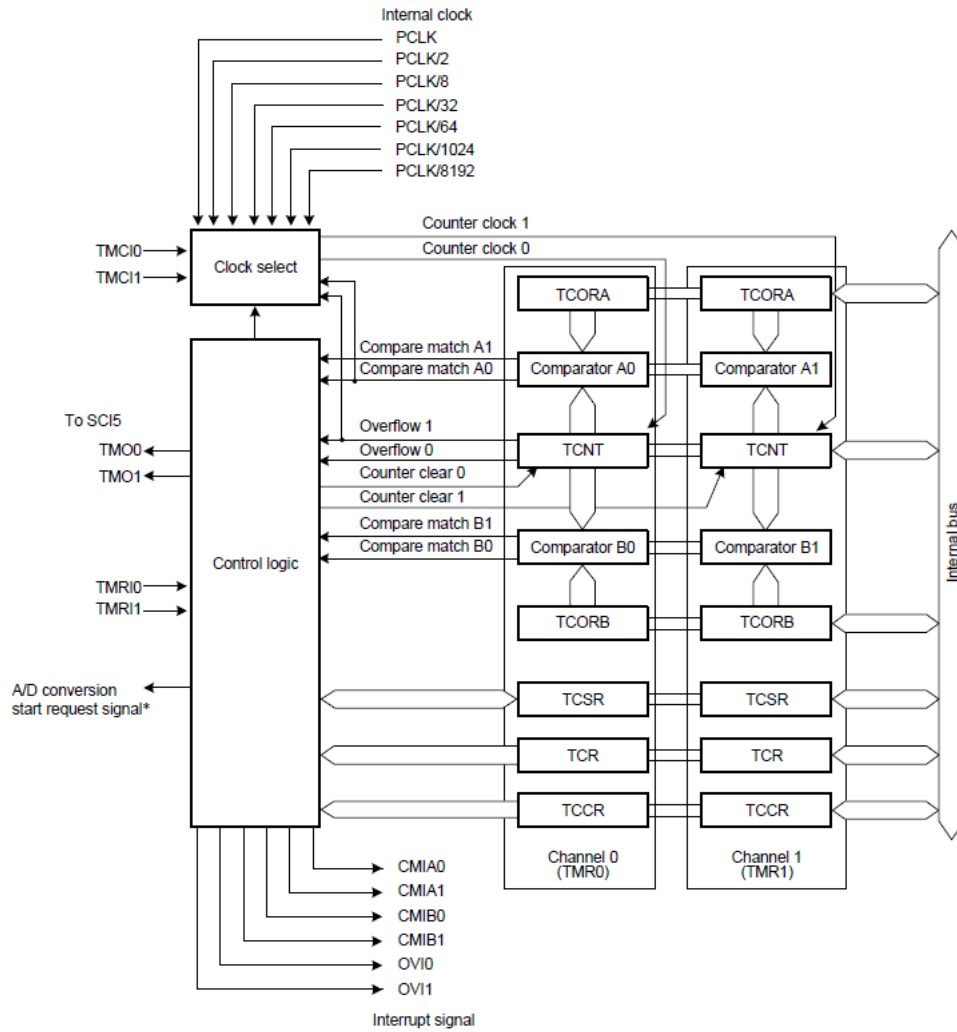 Internal clock
PCLK
PCLK/2
PCLK/8
PCLK/32
PCLK/64
PCLK/1024
PCLK/8192
Counter clock 1
Counter clock 0
TMCI0
TMCI1
Clock select
TCORA
TCORA
Compare match A1
Compare match A0
Comparator A0
Comparator A1
To SCI5
TMO0
TMO1
Overflow 1
Overflow 0
TCNT
TCNT
Counter clear 0
Counter clear 1
Compare match B1
Compare match B0
Comparator B0
Comparator B1
Control logic
Internal bus
TMRI0
TMRI1
TCORB
TCORB
A/D conversion
start request signal*
TCSR
TCSR
TCR
TCR
TCCR
TCCR
Channel 0
(TMR0)
Channel 1
(TMR1)
CMIA0
CMIA1
CMIB0
CMIB1
OVI0
OVI1
Interrupt signal